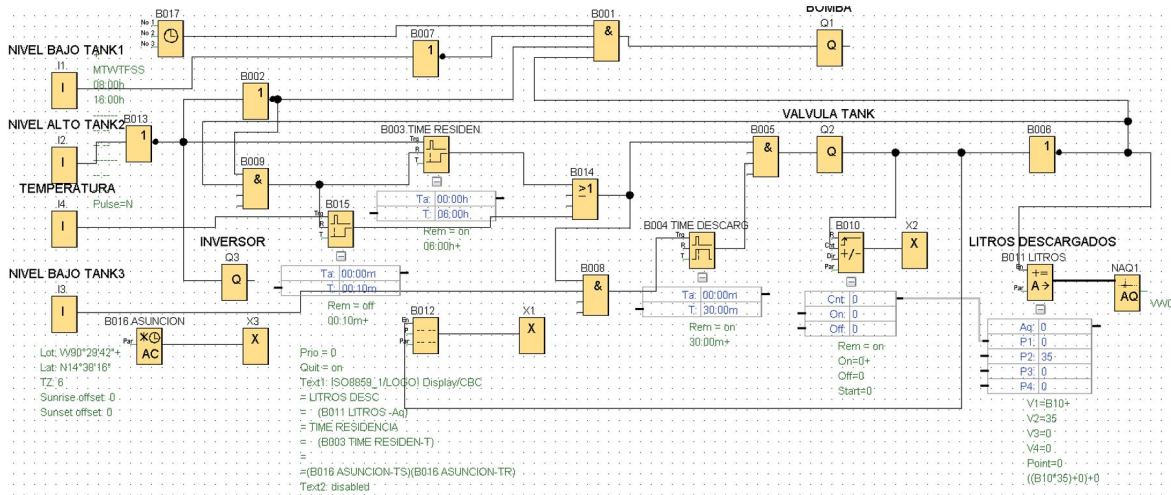 B017
No 1
No 2
No 3
B001
&
BOMBA
Q1
Q
NIVEL BAJO TANK1
I1.
I
MTWTFSS
08:00h
16:00h
B007
1
B002
1
NIVEL ALTO TANK2
I2.
I
B013
1
B003 TIME RESIDEN
Trg
R
T
B005
&
VALVULA TANK
Q2
Q
B006
1
B009
&
B014
≥1
TEMPERATURA
Pulse=N
I4.
I
Ta: 00:00h
T: 06:00h
Rem = on
06:00h+
B015
Trg
R
T
B004 TIME DESCARG
Trg
R
T
B010
R
Cnt
Dir
Par
+/-
X2
X
LITROS DESCARGADOS
B011 LITROS
En
Par
+=
A→
NAQ1
AQ
INVERSOR
Q3
Q
Ta: 00:00m
T: 00:10m
Rem = off
00:10m+
NIVEL BAJO TANK3
I3.
I
B008
&
Ta: 00:00m
T: 30:00m
Rem = on
30:00m+
Cnt: 0
On: 0
Off: 0
Rem = on
On=0+
Off=0
Start=0
Aq: 0
P1: 0
P2: 35
P3: 0
P4: 0
V1=B10+
V2=35
V3=0
V4=0
Point=0
((B10*35)+0)+0
B016 ASUNCION
Par
AC
X3
X
B012
En
P
Par
X1
X
Lot: W90°29'42"+
Lat: N14°38'16"
TZ: 6
Sunrise offset: 0
Sunset offset: 0
Prio = 0
Quit = on
Text1: ISO8859_1/LOGO! Display/CBC
= LITROS DESC
= (B011 LITROS -Aq)
= TIME RESIDENCIA
= (B003 TIME RESIDEN-T)
=
=(B016 ASUNCION-TS)(B016 ASUNCION-TR)
Text2: disabled